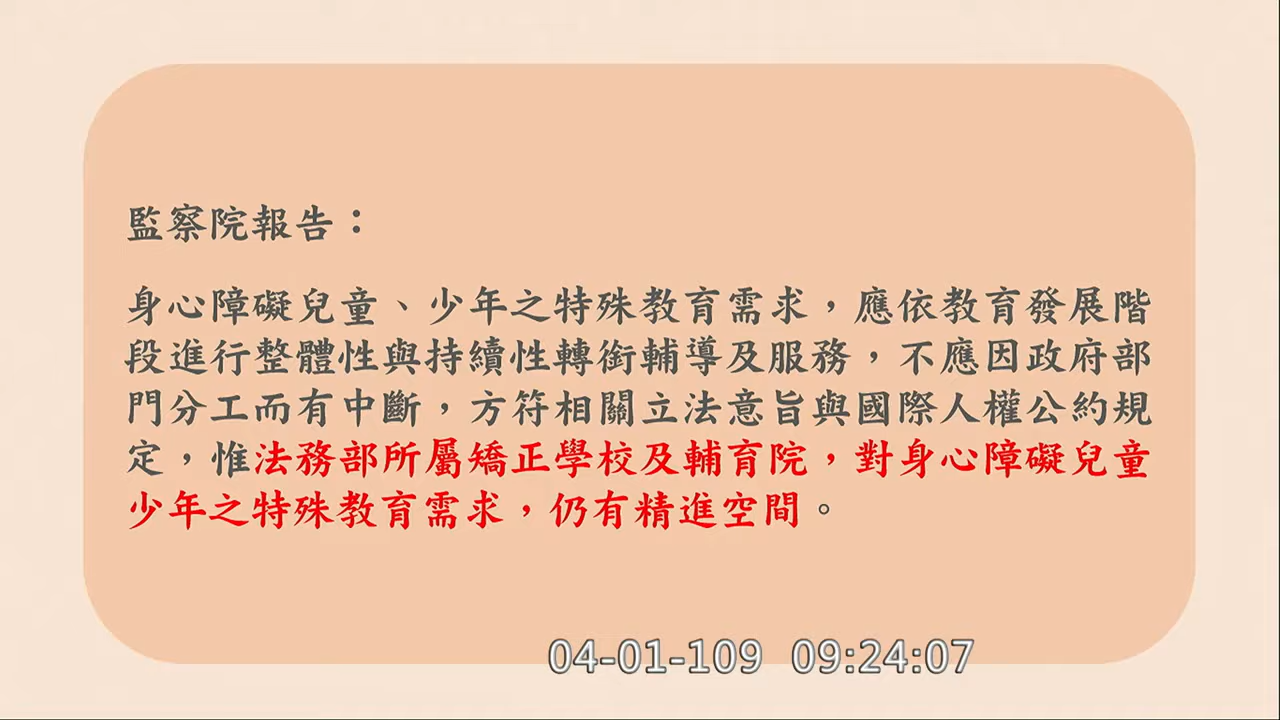 監察院報告：
身心障礙兒童、少年之特殊教育需求，應依教育發展階
段進行整體性與持續性轉銜輔導及服務，不應因政府部
門分工而有中斷，方符相關立法意旨與國際人權公約規
定，惟法務部所屬矯正學校及輔育院，對身心障礙兒童
少年之特殊教育需求，仍有精進空間。
04-01-109 09:24:07